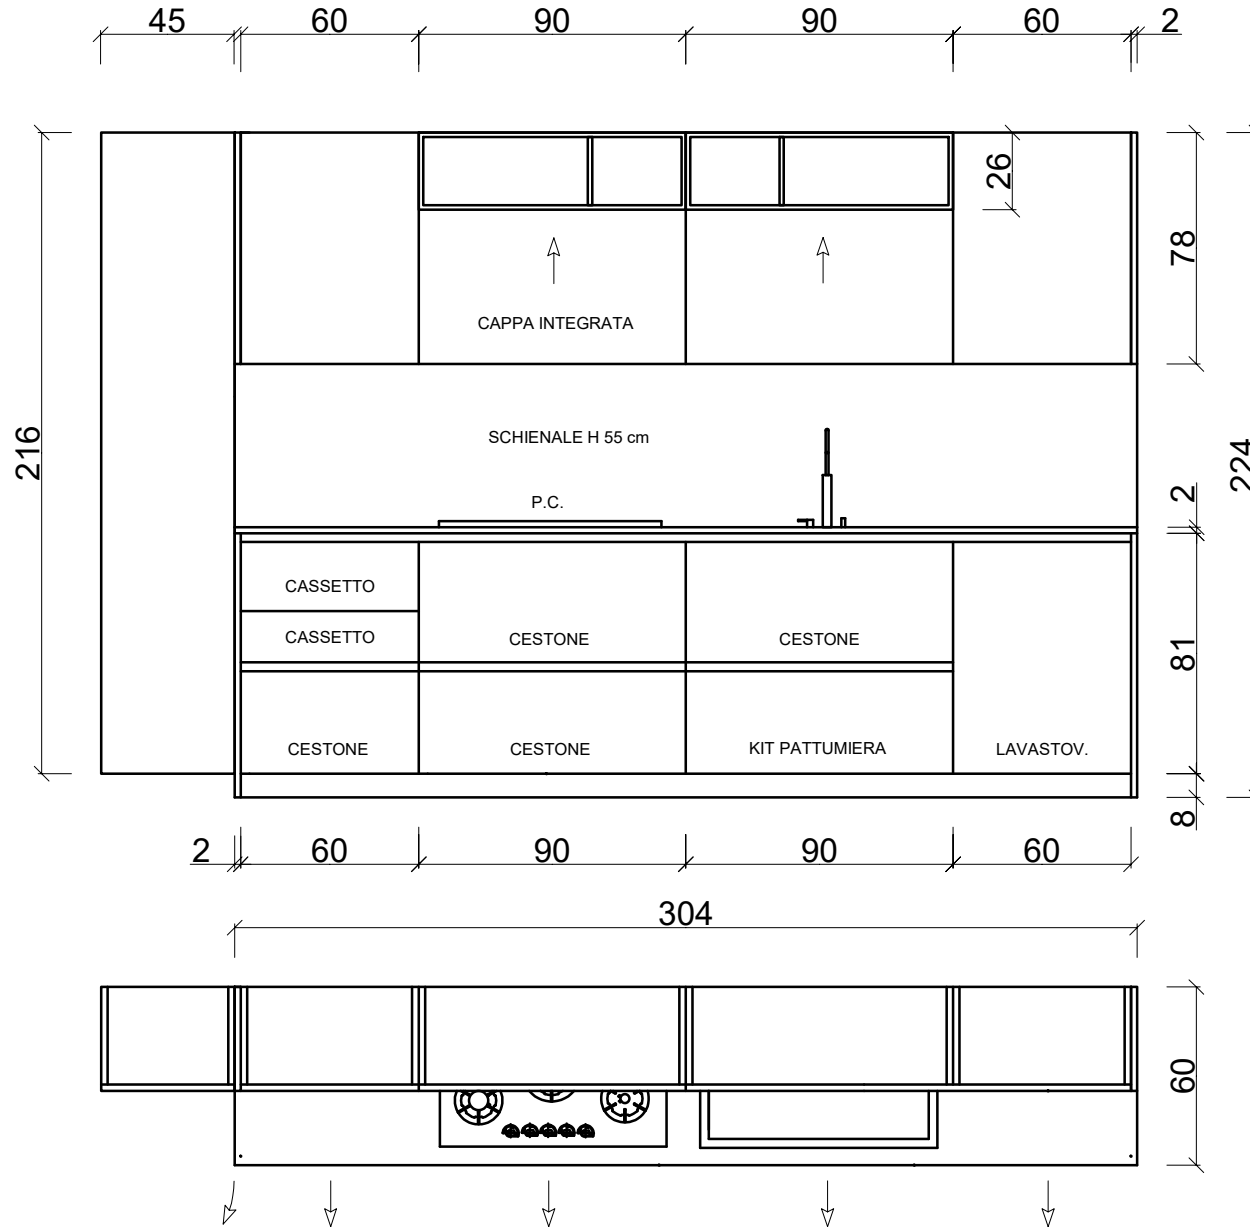 45 60 90 90 60 2
26
78
CAPPA INTEGRATA
216
SCHIENALE H 55 cm
224
P.C.
2
CASSETTO
CASSETTO CESTONE CESTONE
81
CESTONE CESTONE KIT PATTUMIERA LAVASTOV.
8
2 60 90 90 60
304
60